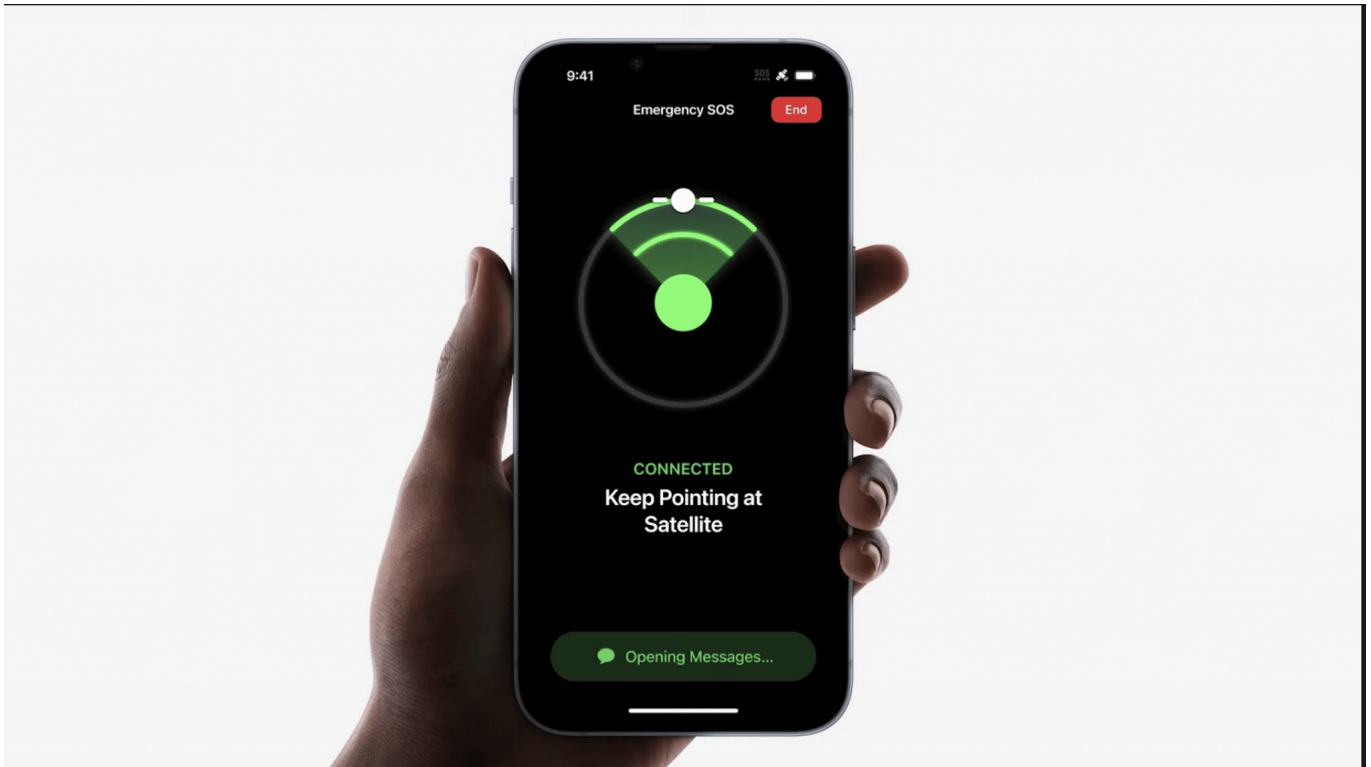 9:41
SOS
Emergency SOS
End
CONNECTED
Keep Pointing at
Satellite
Opening Messages...